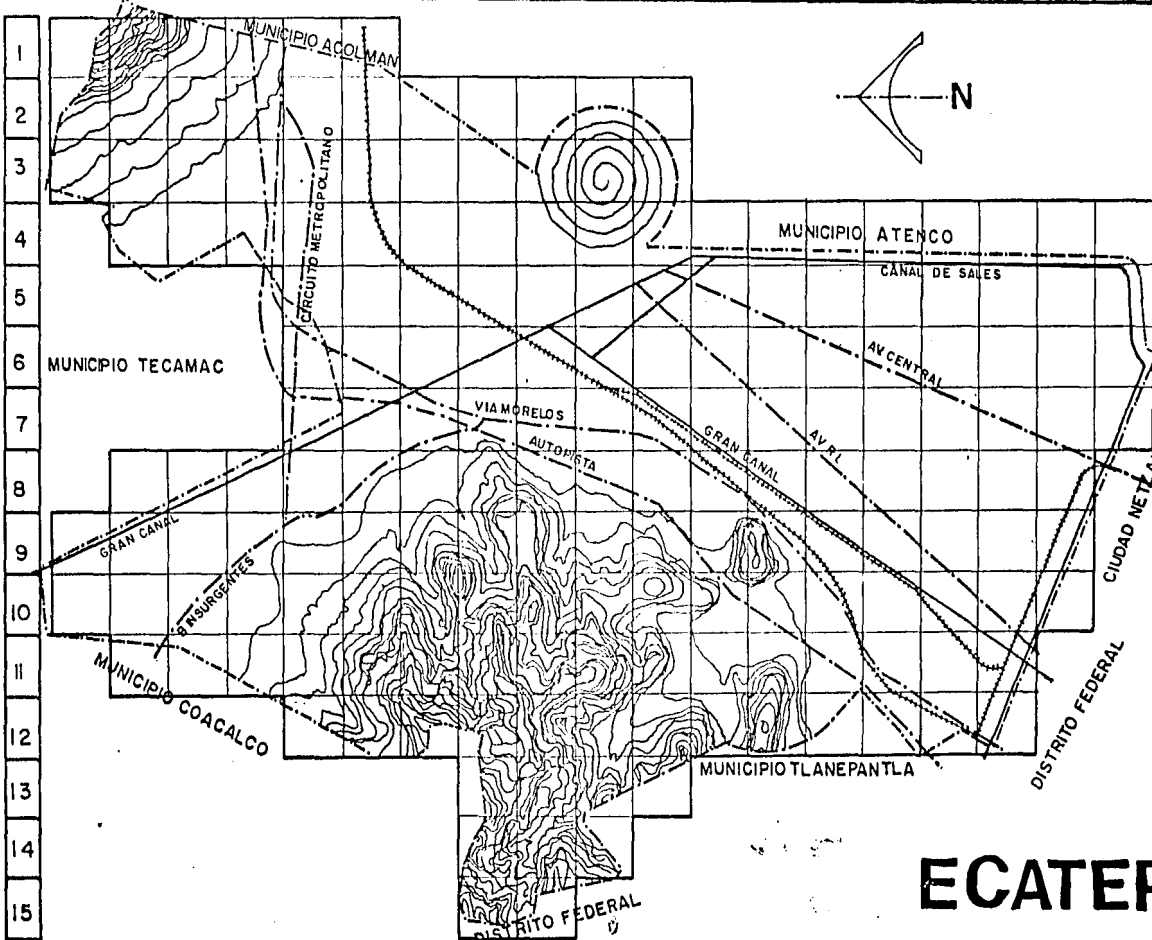 1
2
3
4
5
6
7
8
9
10
11
12
13
14
15
MUNICIPIO ACOLMAN
N
CIRCUITO METROPOLITANO
MUNICIPIO ATENCO
CANAL DE SALES
MUNICIPIO TECAMAC
AV. CENTRAL
VIA MORELOS
AUTOPISTA
GRAN CANAL
AV R1.
GRAN CANAL
B INSURGENTES
CIUDAD NETZA
MUNICIPIO COACALCO
DISTRITO FEDERAL
MUNICIPIO TLANEPANTLA
DISTRITO FEDERAL
ECATEP